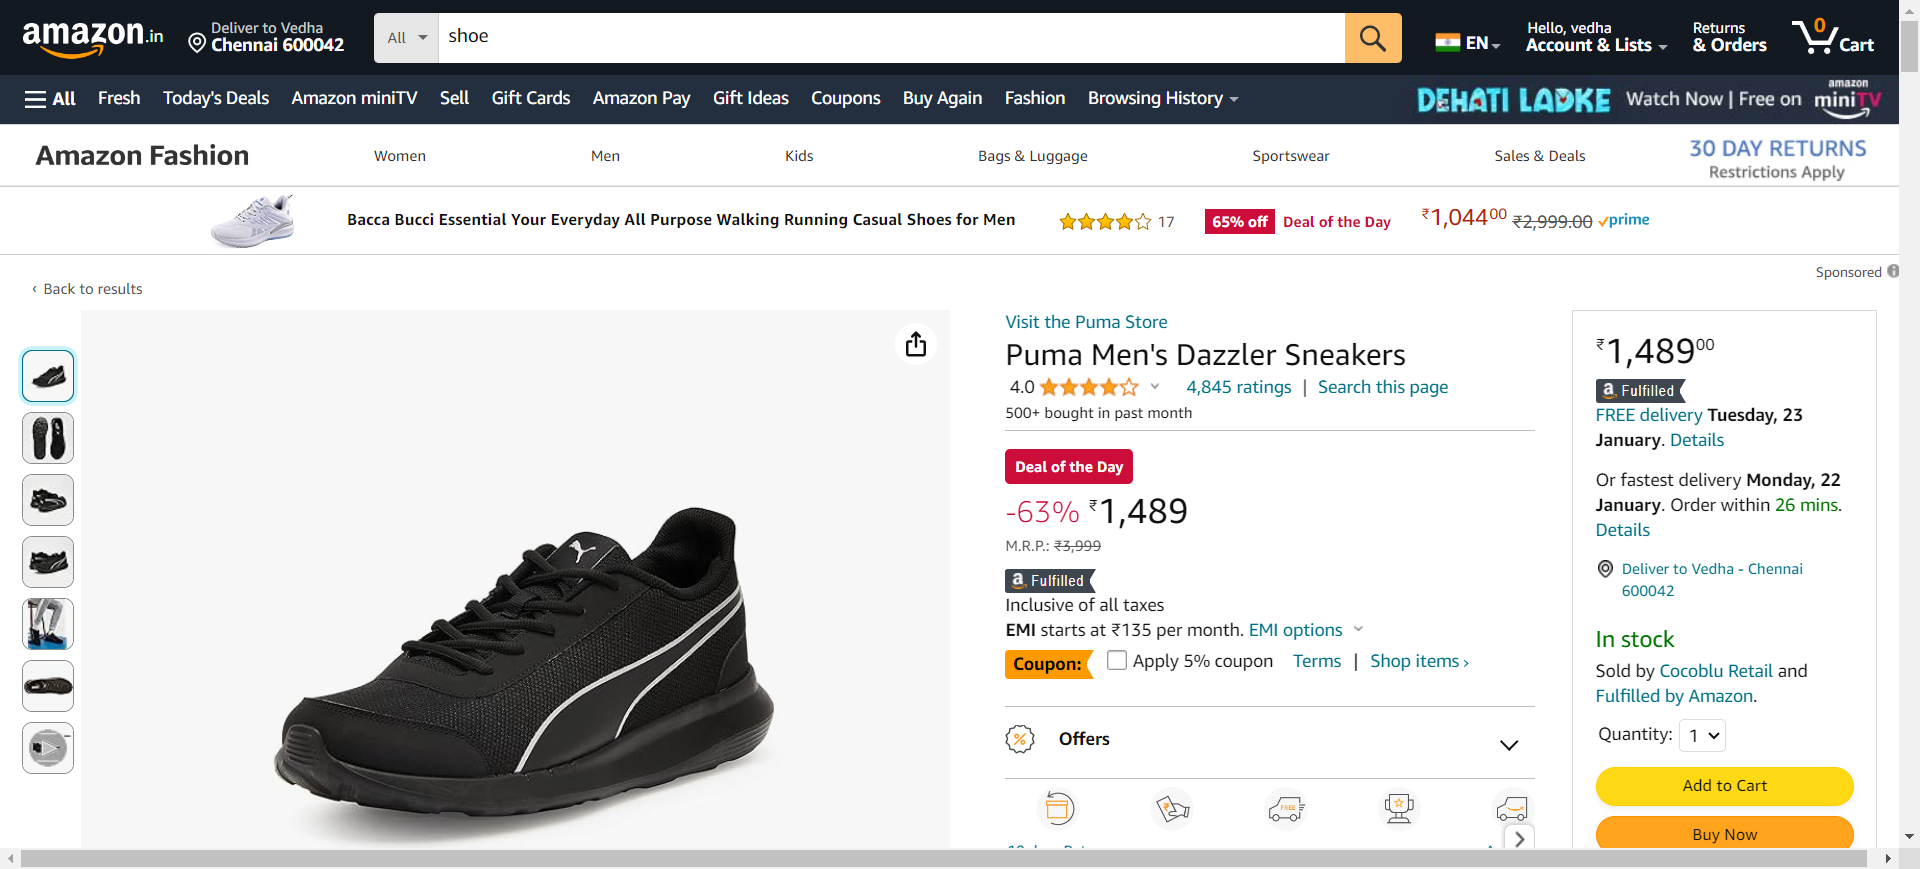 amazon.in
Deliver to Vedha
Chennai 600042
All
shoe
EN
Hello, vedha
Account & Lists
Returns
& Orders
0
Cart
All
Fresh
Today's Deals
Amazon miniTV
Sell
Gift Cards
Amazon Pay
Gift Ideas
Coupons
Buy Again
Fashion
Browsing History
DEHATI LADKE
Watch Now | Free on
amazon
miniTV
Amazon Fashion
Women
Men
Kids
Bags & Luggage
Sportswear
Sales & Deals
30 DAY RETURNS
Restrictions Apply
Bacca Bucci Essential Your Everyday All Purpose Walking Running Casual Shoes for Men
17
65% off
Deal of the Day
₹1,04400
₹2,999.00
prime
Sponsored
‹ Back to results
Visit the Puma Store
Puma Men's Dazzler Sneakers
4.0
4,845 ratings | Search this page
500+ bought in past month
Deal of the Day
-63% ₹1,489
M.R.P.: ₹3,999
a Fulfilled
Inclusive of all taxes
EMI starts at ₹135 per month. EMI options
Coupon: Apply 5% coupon Terms | Shop items ›
Offers
FREE
₹1,48900
a Fulfilled
FREE delivery Tuesday, 23
January. Details
Or fastest delivery Monday, 22
January. Order within 26 mins.
Details
Deliver to Vedha - Chennai
600042
In stock
Sold by Cocoblu Retail and
Fulfilled by Amazon.
Quantity: 1
Add to Cart
Buy Now